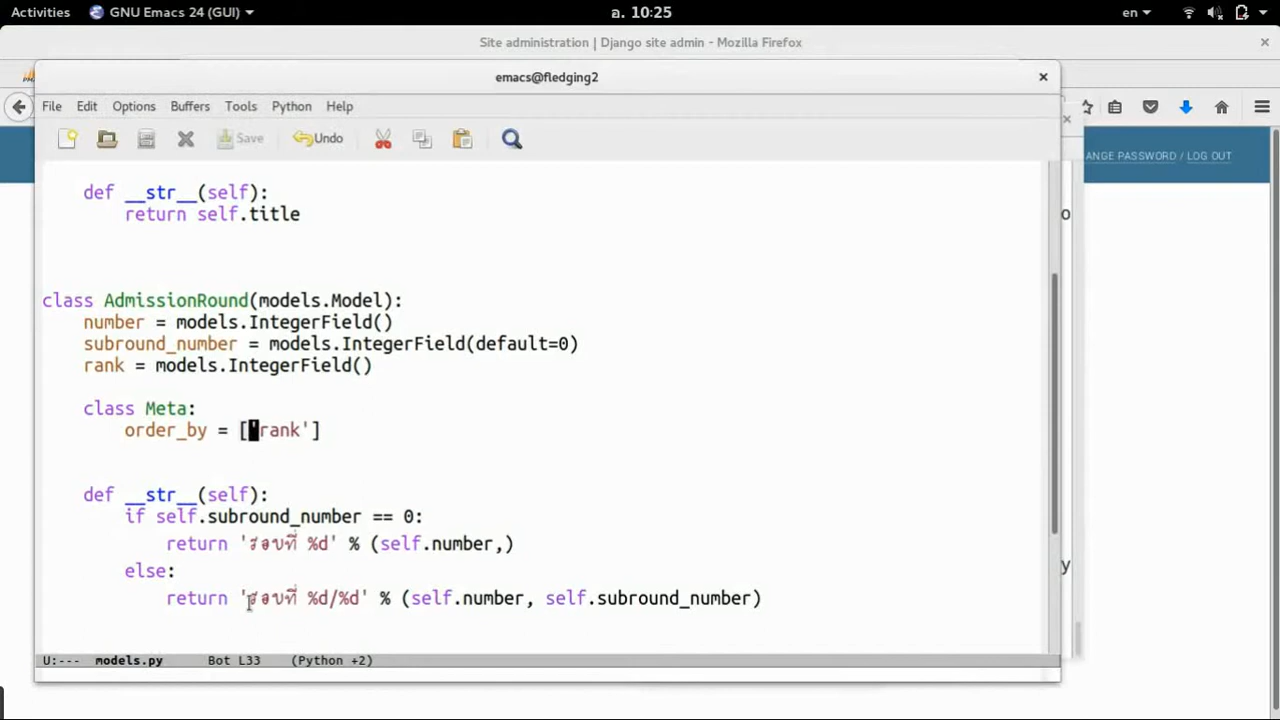 Activities GNU Emacs 24 (GUI) อ. 10:25 en
Site administration | Django site admin - Mozilla Firefox
emacs@fledging2
File Edit Options Buffers Tools Python Help
Save Undo
ANGE PASSWORD / LOG OUT
def __str__(self):
return self.title
o
class AdmissionRound(models.Model):
number = models.IntegerField()
subround_number = models.IntegerField(default=0)
rank = models.IntegerField()
class Meta:
order_by = ['rank']
def __str__(self):
if self.subround_number == 0:
return 'รอบที่ %d' % (self.number,)
y
else:
return 'รอบที่ %d/%d' % (self.number, self.subround_number)
U:--- models.py Bot L33 (Python +2)